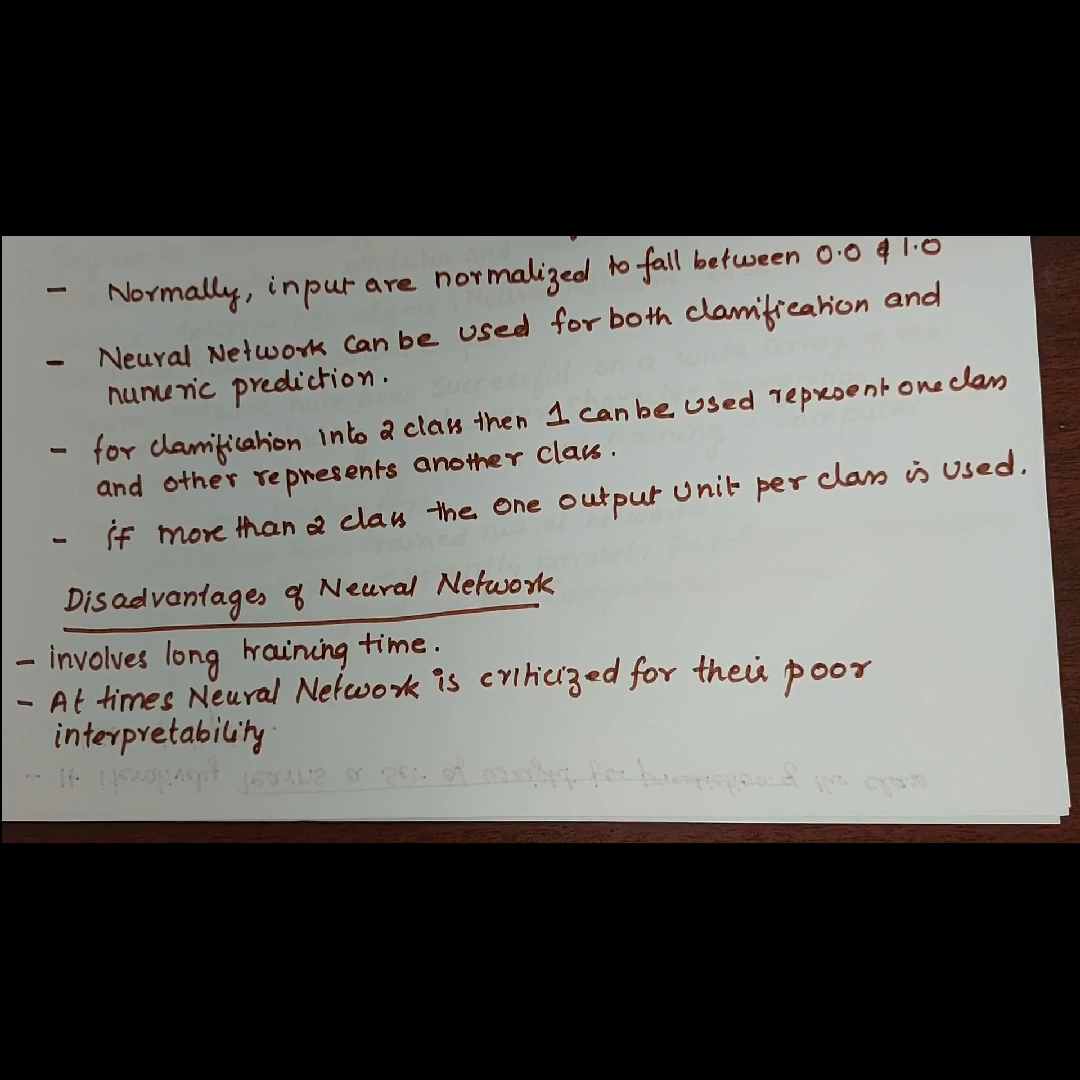 - Normally, input are normalized to fall between 0.0 & 1.0
- Neural Network can be used for both classification and
numeric prediction.
- for classification into 2 class then 1 can be used represent one class
and other represents another class.
- if more than 2 class the one output unit per class is used.
Disadvantages of Neural Network
- involves long training time.
- At times Neural Network is criticized for their poor
interpretability